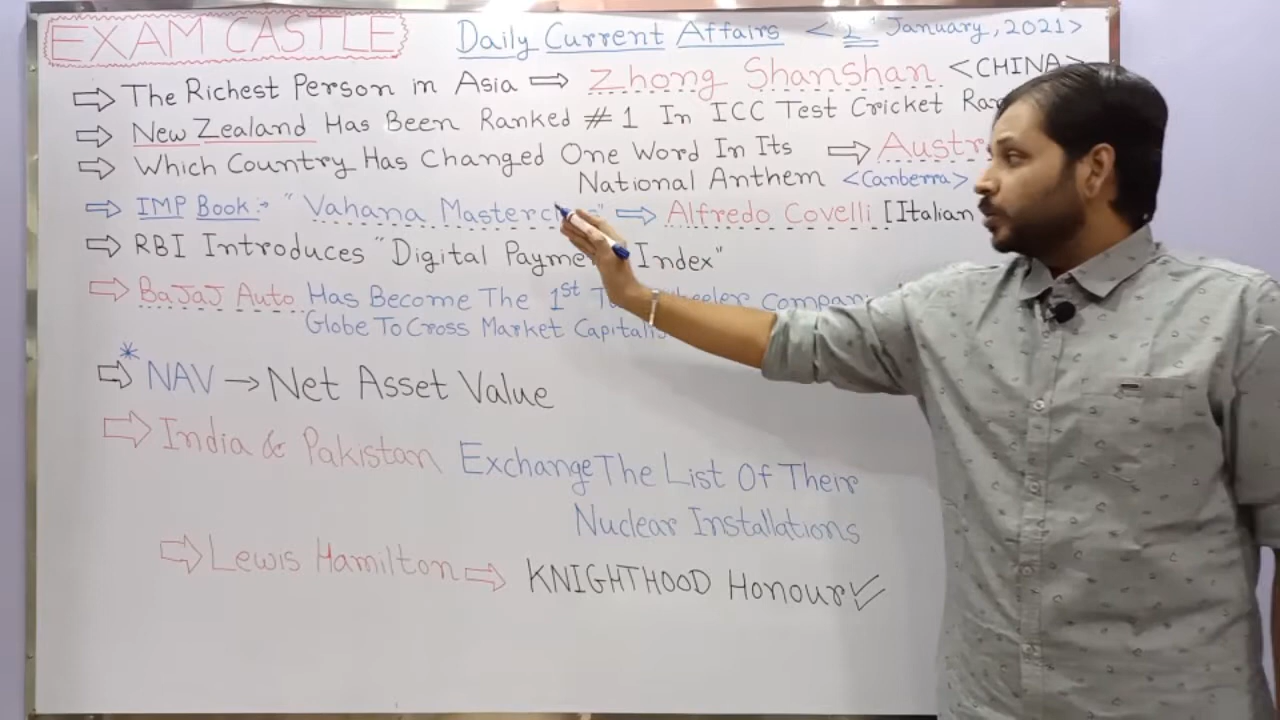 EXAM CASTLE
Daily Current Affairs < 2nd January, 2021>
⇒ The Richest Person in Asia ⇒ Zhong Shanshan <CHINA>
⇒ New Zealand Has Been Ranked # 1 In ICC Test Cricket
⇒ Which Country Has Changed One Word In Its ⇒
National Anthem <Canberra>
⇒ IMP Book:- "Vahana ⇒ Alfredo Covelli [Italian
⇒ RBI Introduces "Digital Index"
⇒ BaJaJ Auto Has Become The 1st
Globe To Cross Market
* ⇒ NAV → Net Asset Value
⇒ India & Pakistan Exchange The List Of Their
Nuclear Installations
⇒ Lewis Hamilton ⇒ KNIGHTHOOD Honour ✓